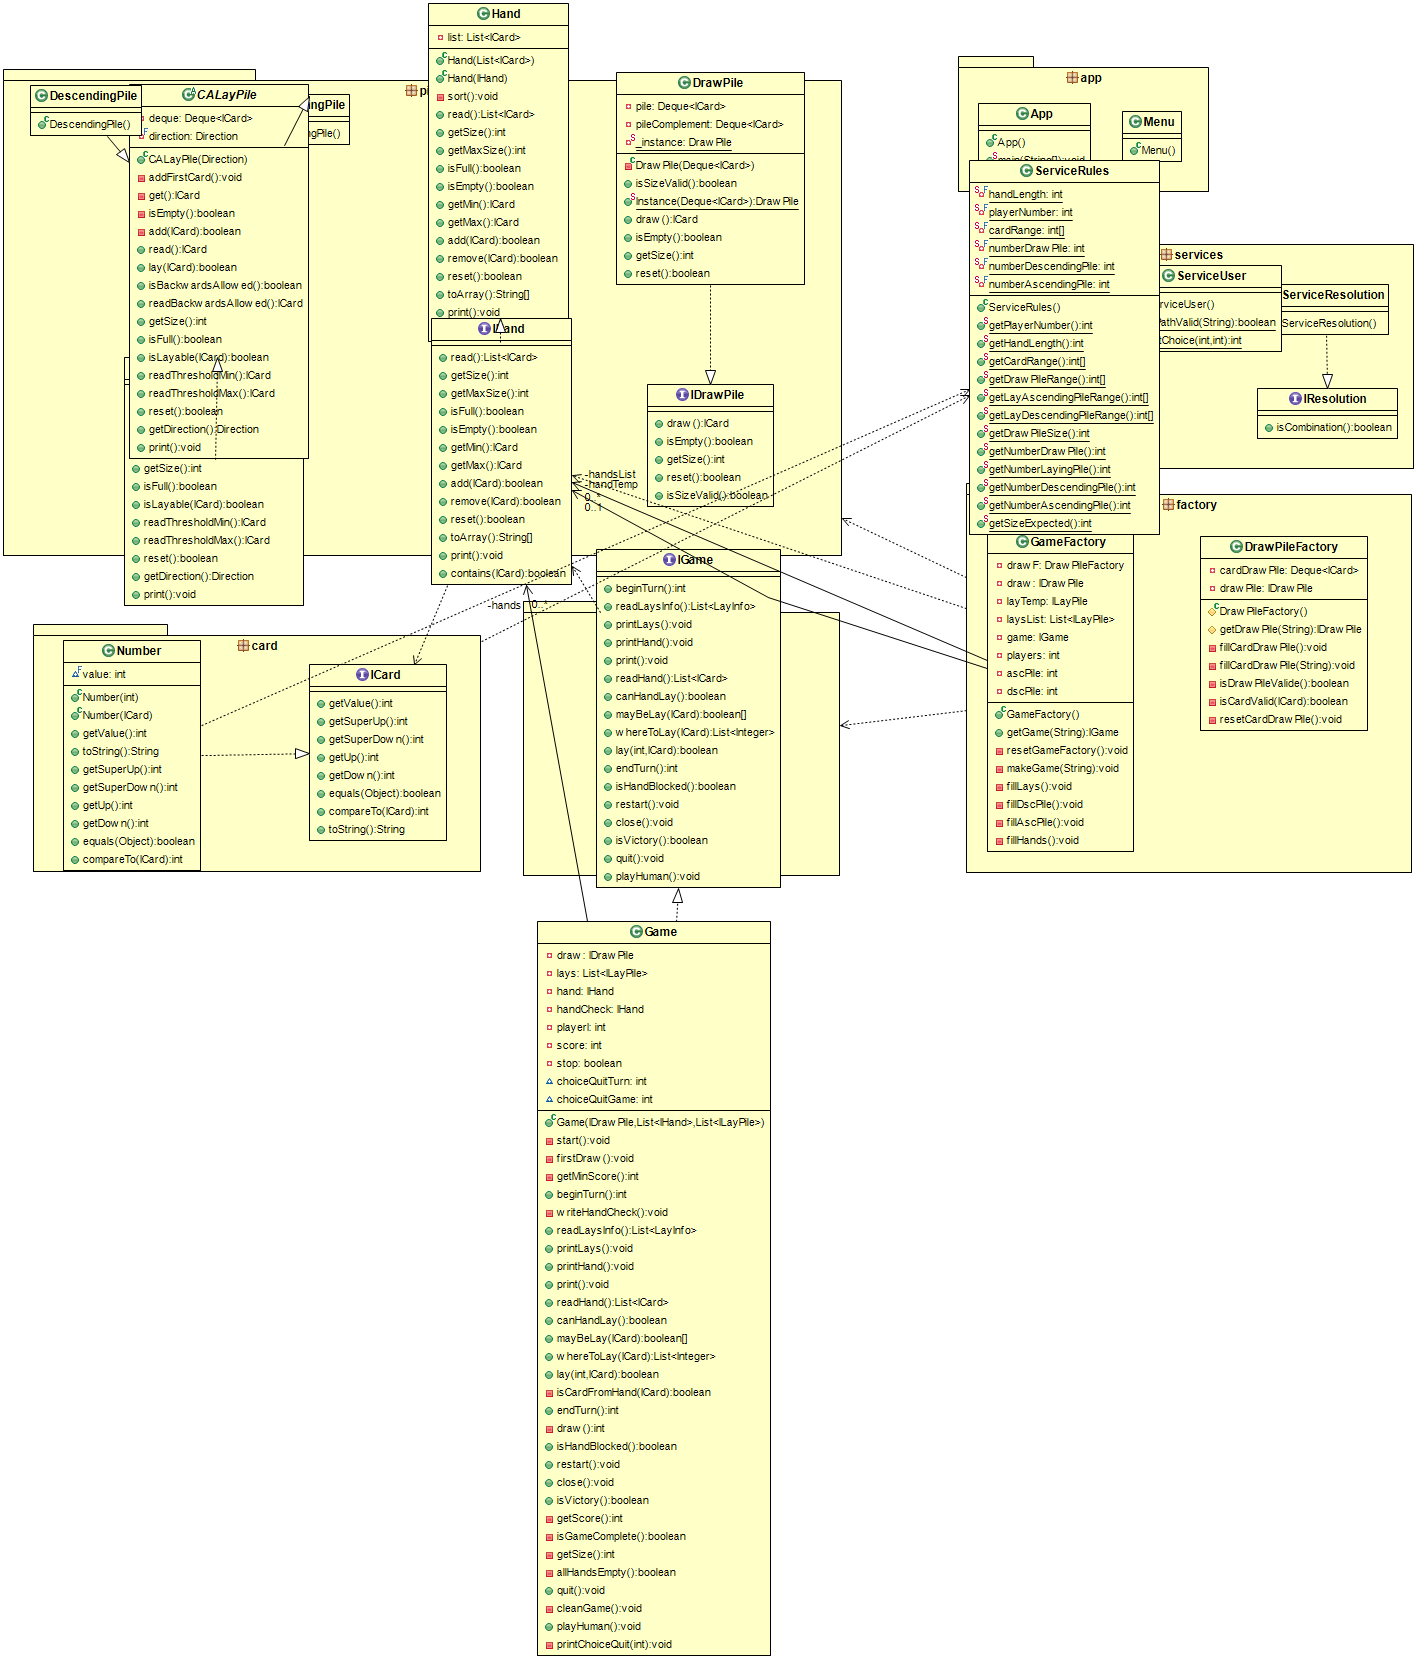 Hand
list: List<ICard>
Hand(List<ICard>)
Hand(IHand)
sort():void
read():List<ICard>
getSize():int
getMaxSize():int
isFull():boolean
isEmpty():boolean
getMin():ICard
getMax():ICard
add(ICard):boolean
remove(ICard):boolean
reset():boolean
toArray():String[]
print():void
DescendingPile
DescendingPile()
CALayPile
deque: Deque<ICard>
direction: Direction
CALayPile(Direction)
addFirstCard():void
get():ICard
isEmpty():boolean
add(ICard):boolean
read():ICard
lay(ICard):boolean
isBackwardsAllowed():boolean
readBackwardsAllowed():ICard
getSize():int
isFull():boolean
isLayable(ICard):boolean
readThresholdMin():ICard
readThresholdMax():ICard
reset():boolean
getDirection():Direction
print():void
ingPile
ngPile()
getSize():int
isFull():boolean
isLayable(ICard):boolean
readThresholdMin():ICard
readThresholdMax():ICard
reset():boolean
getDirection():Direction
print():void
pi
DrawPile
pile: Deque<ICard>
pileComplement: Deque<ICard>
_instance: DrawPile
DrawPile(Deque<ICard>)
isSizeValid():boolean
Instance(Deque<ICard>):DrawPile
draw():ICard
isEmpty():boolean
getSize():int
reset():boolean
read():List<ICard>
getSize():int
getMaxSize():int
isFull():boolean
isEmpty():boolean
getMin():ICard
getMax():ICard
add(ICard):boolean
remove(ICard):boolean
reset():boolean
toArray():String[]
print():void
contains(ICard):boolean
IDrawPile
draw():ICard
isEmpty():boolean
getSize():int
reset():boolean
isSizeValid():boolean
-handsList
-handTemp
0..*
0..1
-hands
0..*
app
App
App()
main(String[]):void
Menu
Menu()
ServiceRules
handLength: int
playerNumber: int
cardRange: int[]
numberDrawPile: int
numberDescendingPile: int
numberAscendingPile: int
ServiceRules()
getPlayerNumber():int
getHandLength():int
getCardRange():int[]
getDrawPileRange():int[]
getLayAscendingPileRange():int[]
getLayDescendingPileRange():int[]
getDrawPileSize():int
getNumberDrawPile():int
getNumberLayingPile():int
getNumberDescendingPile():int
getNumberAscendingPile():int
getSizeExpected():int
services
ServiceUser
rviceUser()
PathValid(String):boolean
tChoice(int,int):int
ServiceResolution
ServiceResolution()
IResolution
isCombination():boolean
factory
GameFactory
drawF: DrawPileFactory
draw: IDrawPile
layTemp: ILayPile
laysList: List<ILayPile>
game: IGame
players: int
ascPile: int
dscPile: int
GameFactory()
getGame(String):IGame
resetGameFactory():void
makeGame(String):void
fillLays():void
fillDscPile():void
fillAscPile():void
fillHands():void
DrawPileFactory
cardDrawPile: Deque<ICard>
drawPile: IDrawPile
DrawPileFactory()
getDrawPile(String):IDrawPile
fillCardDrawPile():void
fillCardDrawPile(String):void
isDrawPileValide():boolean
isCardValid(ICard):boolean
resetCardDrawPile():void
card
Number
value: int
Number(int)
Number(ICard)
getValue():int
toString():String
getSuperUp():int
getSuperDown():int
getUp():int
getDown():int
equals(Object):boolean
compareTo(ICard):int
ICard
getValue():int
getSuperUp():int
getSuperDown():int
getUp():int
getDown():int
equals(Object):boolean
compareTo(ICard):int
toString():String
IGame
beginTurn():int
readLaysInfo():List<LayInfo>
printLays():void
printHand():void
print():void
readHand():List<ICard>
canHandLay():boolean
mayBeLay(ICard):boolean[]
whereToLay(ICard):List<Integer>
lay(int,ICard):boolean
endTurn():int
isHandBlocked():boolean
restart():void
close():void
isVictory():boolean
quit():void
playHuman():void
Game
draw: IDrawPile
lays: List<ILayPile>
hand: IHand
handCheck: IHand
playerI: int
score: int
stop: boolean
choiceQuitTurn: int
choiceQuitGame: int
Game(IDrawPile,List<IHand>,List<ILayPile>)
start():void
firstDraw():void
getMinScore():int
beginTurn():int
writeHandCheck():void
readLaysInfo():List<LayInfo>
printLays():void
printHand():void
print():void
readHand():List<ICard>
canHandLay():boolean
mayBeLay(ICard):boolean[]
whereToLay(ICard):List<Integer>
lay(int,ICard):boolean
isCardFromHand(ICard):boolean
endTurn():int
draw():int
isHandBlocked():boolean
restart():void
close():void
isVictory():boolean
getScore():int
isGameComplete():boolean
getSize():int
allHandsEmpty():boolean
quit():void
cleanGame():void
playHuman():void
printChoiceQuit(int):void